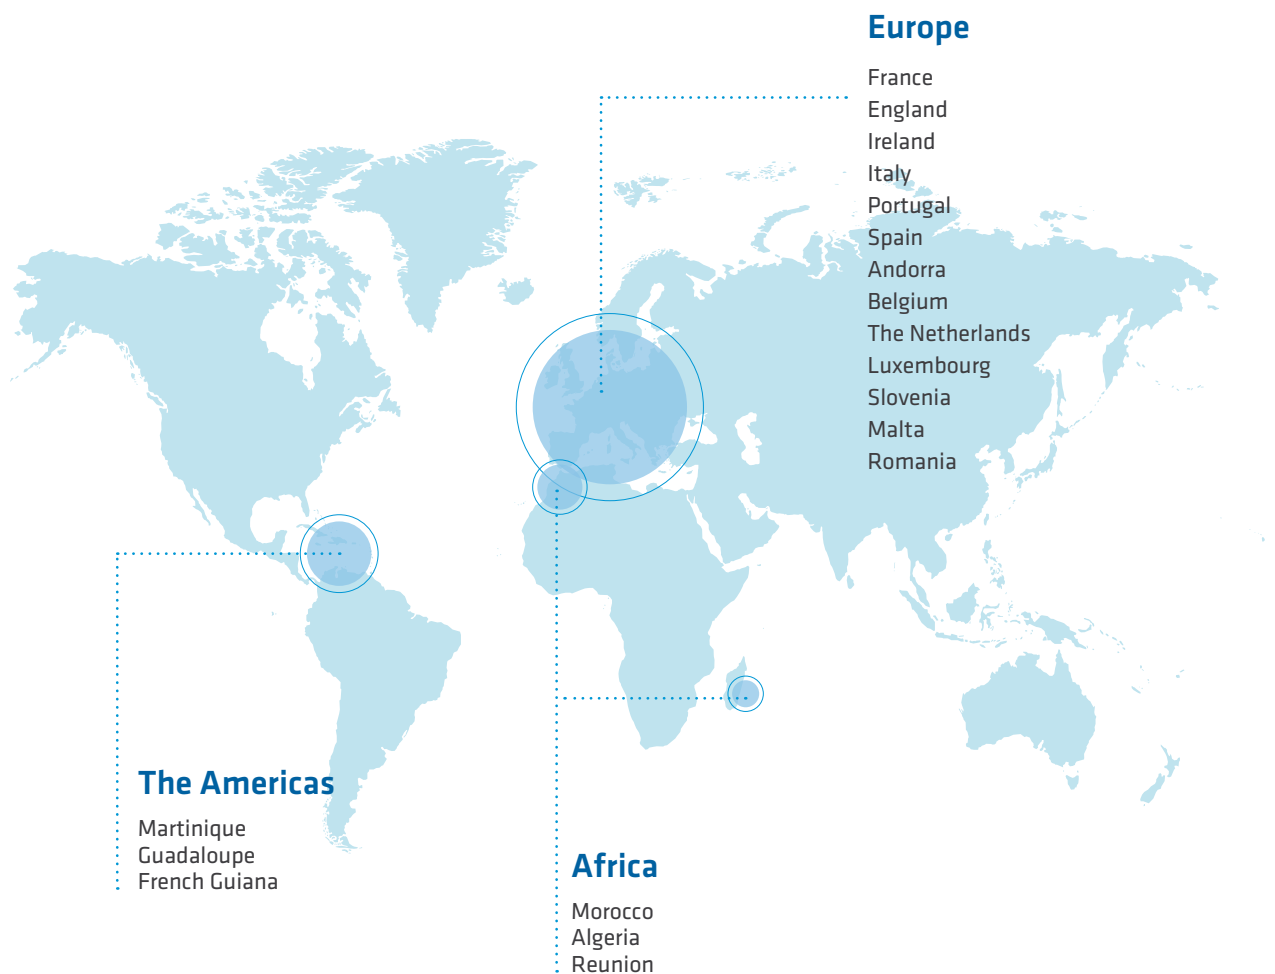 Europe
France
England
Ireland
Italy
Portugal
Spain
Andorra
Belgium
The Netherlands
Luxembourg
Slovenia
Malta
Romania
The Americas
Martinique
Guadaloupe
French Guiana
Africa
Morocco
Algeria
Reunion